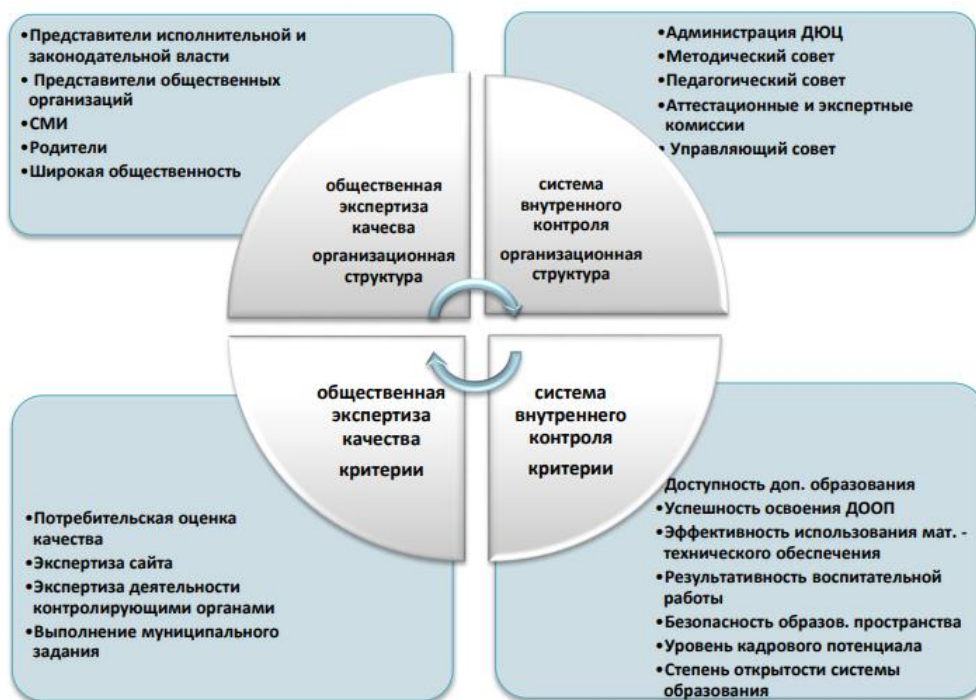 •Представители исполнительной и
законодательной власти
• Представители общественных
организаций
•СМИ
•Родители
•Широкая общественность
•Администрация ДЮЦ
•Методический совет
•Педагогический совет
•Аттестационные и экспертные
комиссии
• Управляющий совет
общественная
экспертиза
качесва
организационная
структура
система
внутренного
контроля
организационная
структура
общественная
экспертиза
качества
критерии
система
внутреннего
контроля
критерии
•Потребительская оценка
качества
•Экспертиза сайта
•Экспертиза деятельности
контролирующими органами
•Выполнение муниципального
задания
Доступность доп. образования
•Успешность освоения ДООП
•Эффективность использования мат. -
технического обеспечения
•Результативность воспитательной
работы
•Безопасность образов. пространства
•Уровень кадрового потенциала
•Степень открытости системы
образования